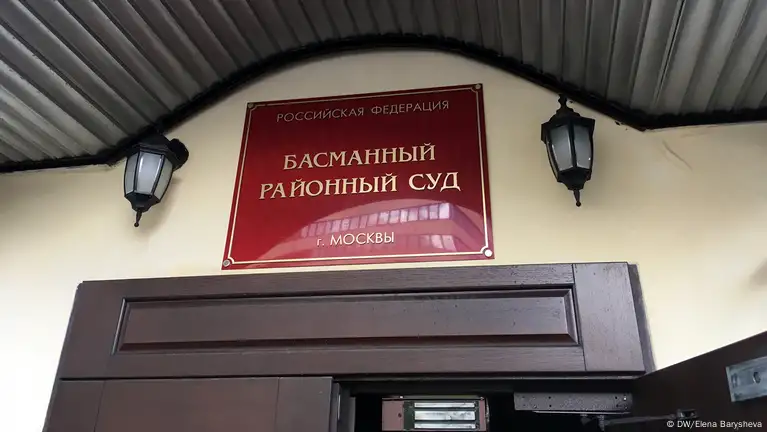 РОССИЙСКАЯ ФЕДЕРАЦИЯ
БАСМАННЫЙ
РАЙОННЫЙ СУД
г. МОСКВЫ
© DW/Elena Barysheva